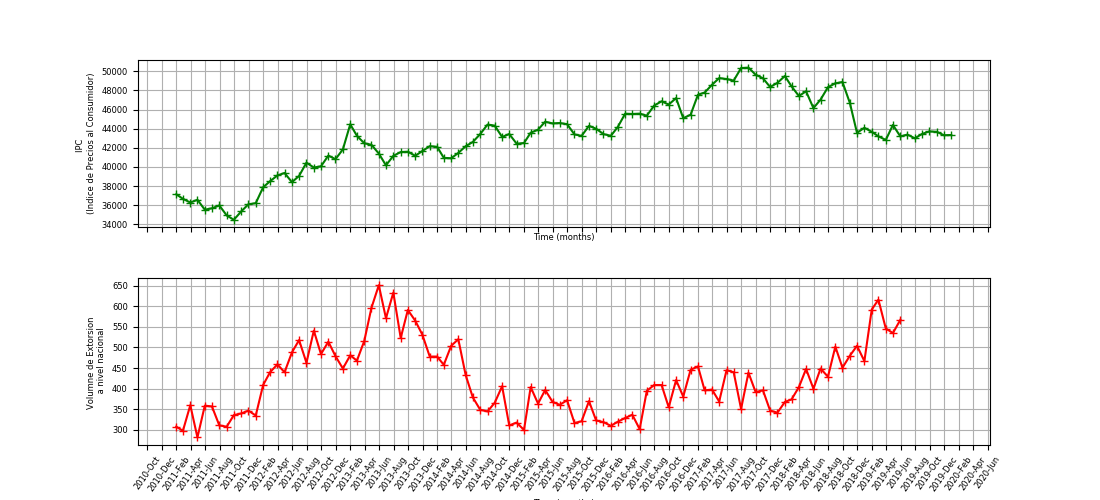 IPC
(Indice de Precios al Consumidor)
50000
48000
46000
44000
42000
40000
38000
36000
34000
Time (months)
Volumne de Extorsion
a nivel nacional
650
600
550
500
450
400
350
300
2010-Oct
2010-Dec
2011-Feb
2011-Apr
2011-Jun
2011-Aug
2011-Oct
2011-Dec
2012-Feb
2012-Apr
2012-Jun
2012-Aug
2012-Oct
2012-Dec
2013-Feb
2013-Apr
2013-Jun
2013-Aug
2013-Oct
2013-Dec
2014-Feb
2014-Apr
2014-Jun
2014-Aug
2014-Oct
2014-Dec
2015-Feb
2015-Apr
2015-Jun
2015-Aug
2015-Oct
2015-Dec
2016-Feb
2016-Apr
2016-Jun
2016-Aug
2016-Oct
2016-Dec
2017-Feb
2017-Apr
2017-Jun
2017-Aug
2017-Oct
2017-Dec
2018-Feb
2018-Apr
2018-Jun
2018-Aug
2018-Oct
2018-Dec
2019-Feb
2019-Apr
2019-Jun
2019-Aug
2019-Oct
2019-Dec
2020-Feb
2020-Apr
2020-Jun